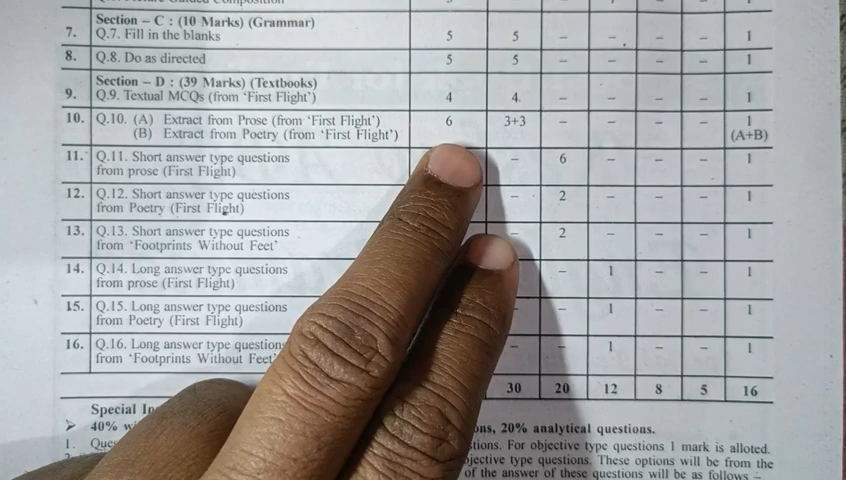 Section – C : (10 Marks) (Grammar)
7. Q.7. Fill in the blanks 5 5 – – – – 1
8. Q.8. Do as directed 5 5 – – – – 1
Section – D : (39 Marks) (Textbooks)
9. Q.9. Textual MCQs (from ‘First Flight’) 4 4 – – – – 1
10. Q.10. (A) Extract from Prose (from ‘First Flight’) 6 3+3 – – – – 1
(B) Extract from Poetry (from ‘First Flight’) (A+B)
11. Q.11. Short answer type questions – 6 – – – 1
from prose (First Flight)
12. Q.12. Short answer type questions – 2 – – – 1
from Poetry (First Flight)
13. Q.13. Short answer type questions – 2 – – – 1
from ‘Footprints Without Feet’
14. Q.14. Long answer type questions – 1 – – 1
from prose (First Flight)
15. Q.15. Long answer type questions – – 1 – – 1
from Poetry (First Flight)
16. Q.16. Long answer type questions – – 1 – – 1
from ‘Footprints Without Feet’
30 20 12 8 5 16
Special
40% 20% analytical questions.
1. For objective type questions 1 mark is alloted.
type questions. These options will be from the
of the answer of these questions will be as follows –